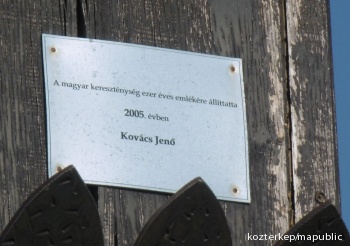 A magyar kereszténység ezer éves emlékére állíttatta
2005. évben
Kovács Jenő
kozterkep/mapublic